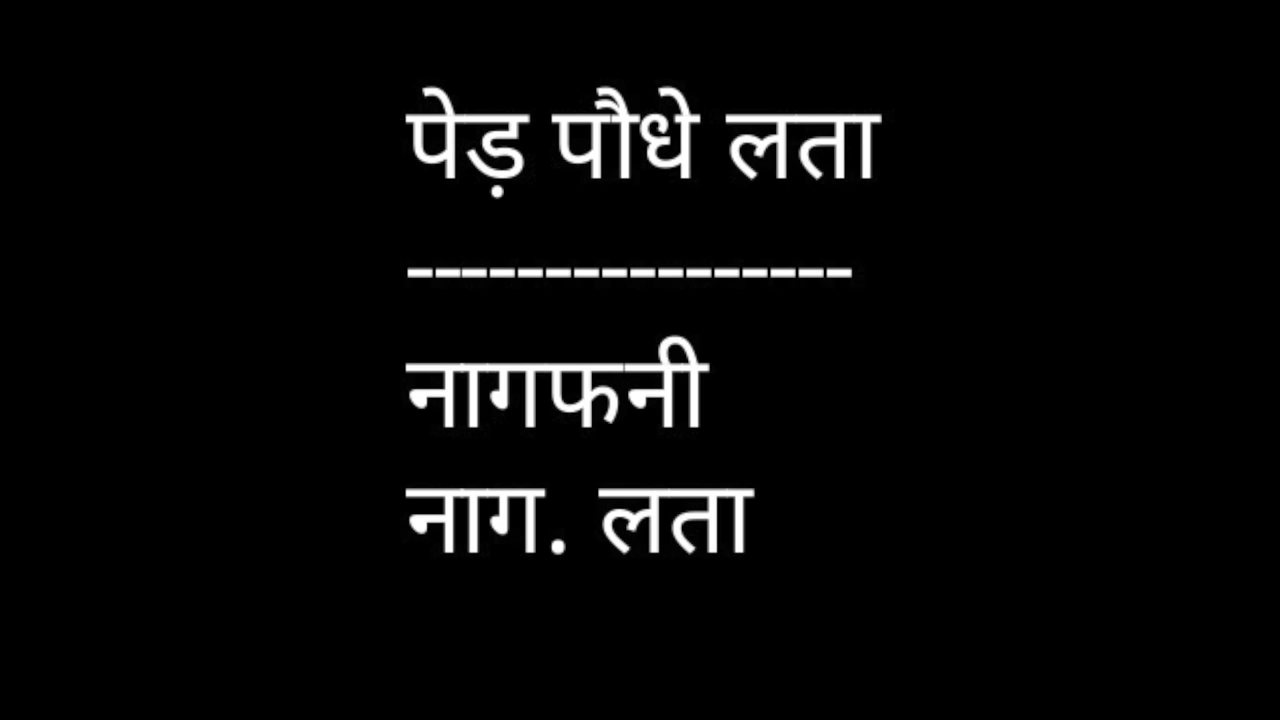 पेड़ पौधे लता
----------------
नागफनी
नाग. लता